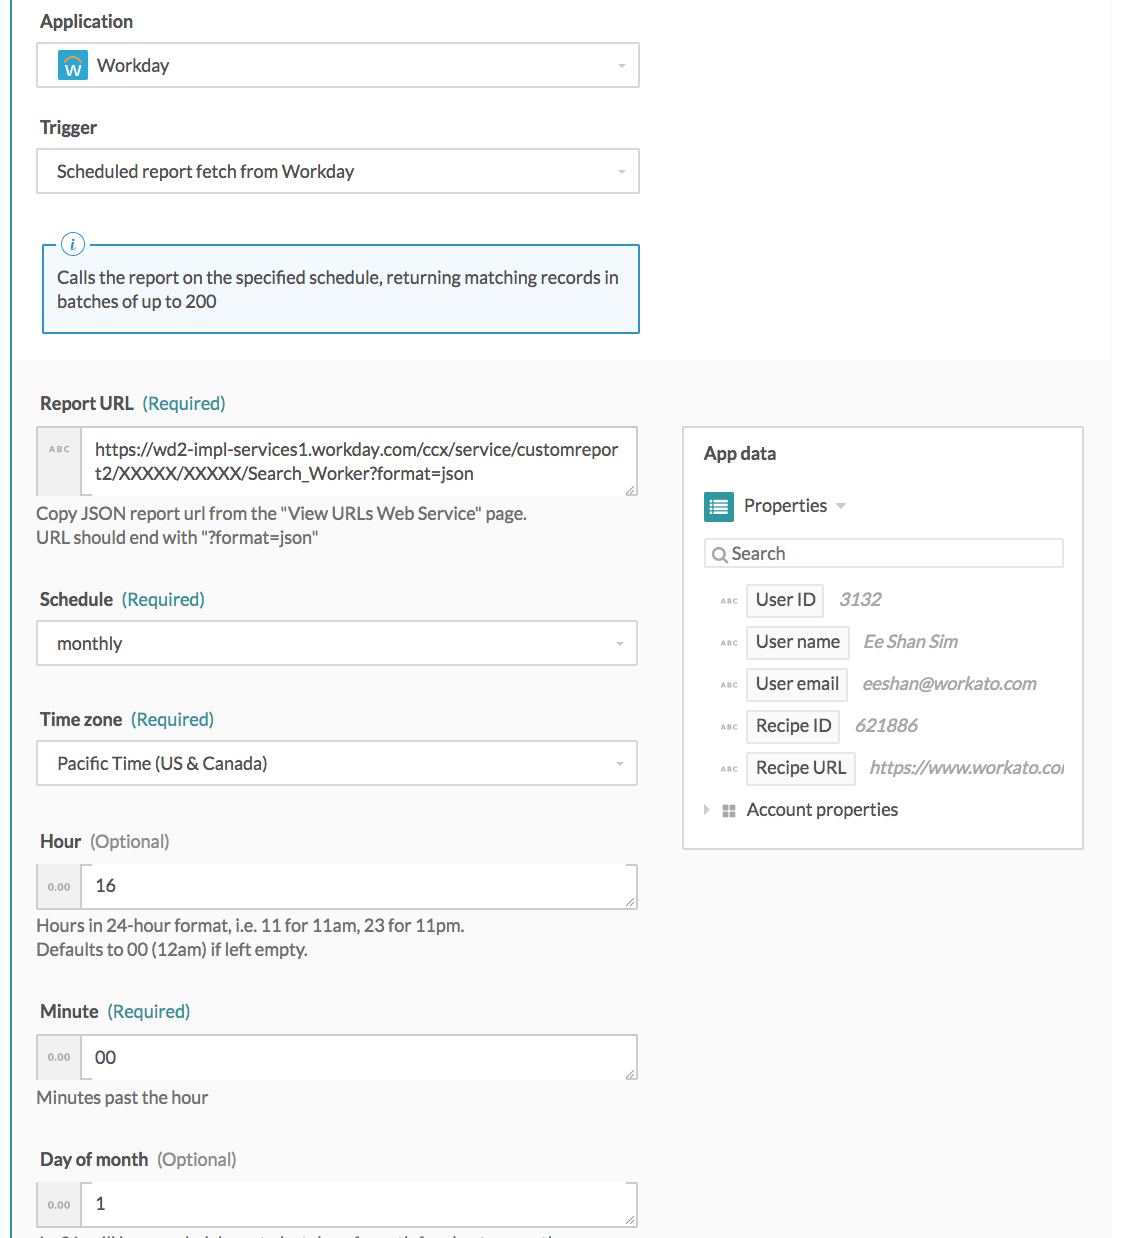 Application
Workday
Trigger
Scheduled report fetch from Workday
i
Calls the report on the specified schedule, returning matching records in
batches of up to 200
Report URL (Required)
ABC
https://wd2-impl-services1.workday.com/ccx/service/customrepor
t2/XXXXX/XXXXX/Search_Worker?format=json
Copy JSON report url from the "View URLs Web Service" page.
URL should end with "?format=json"
Schedule (Required)
monthly
Time zone (Required)
Pacific Time (US & Canada)
Hour (Optional)
0.00 16
Hours in 24-hour format, i.e. 11 for 11am, 23 for 11pm.
Defaults to 00 (12am) if left empty.
Minute (Required)
0.00 00
Minutes past the hour
Day of month (Optional)
0.00 1
App data
Properties
Search
ABC User ID 3132
ABC User name Ee Shan Sim
ABC User email eeshan@workato.com
ABC Recipe ID 621886
ABC Recipe URL https://www.workato.co
Account properties